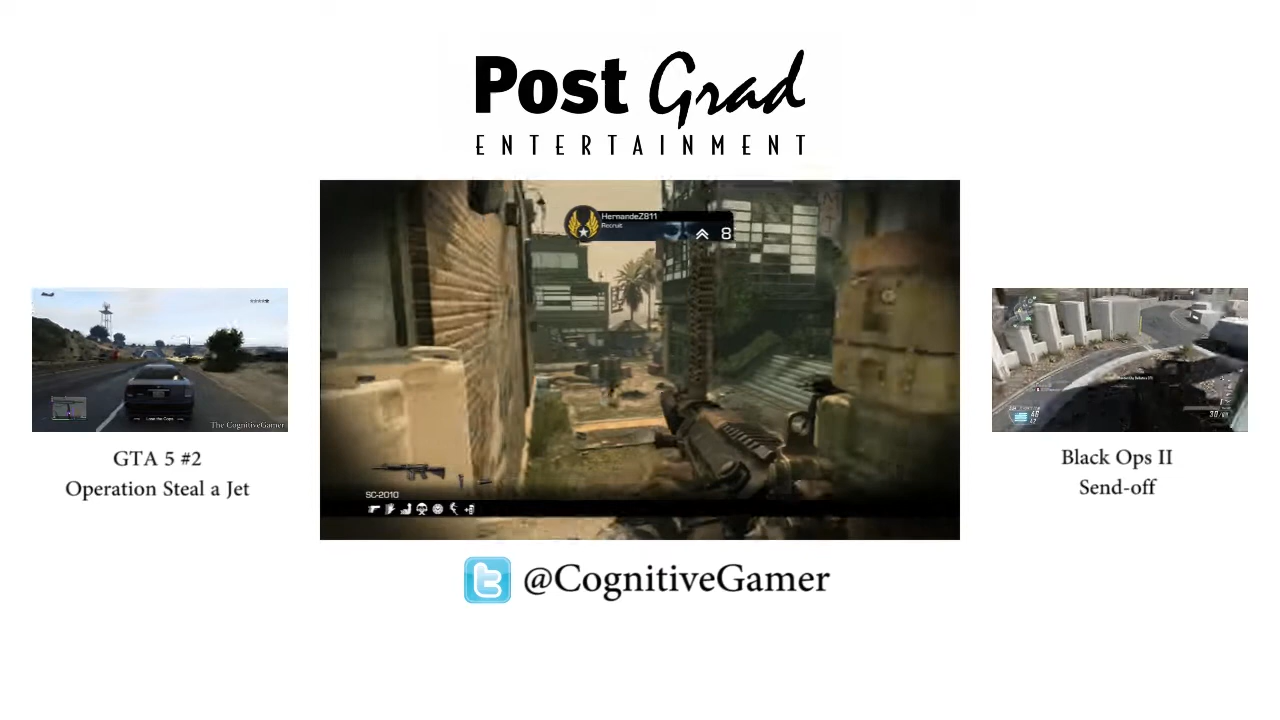 Post Grad
ENTERTAINMENT
HernandeZ811
Recruit
8
SC-2010
The CognitiveGamer
GTA 5 #2
Operation Steal a Jet
Black Ops II
Send-off
@CognitiveGamer